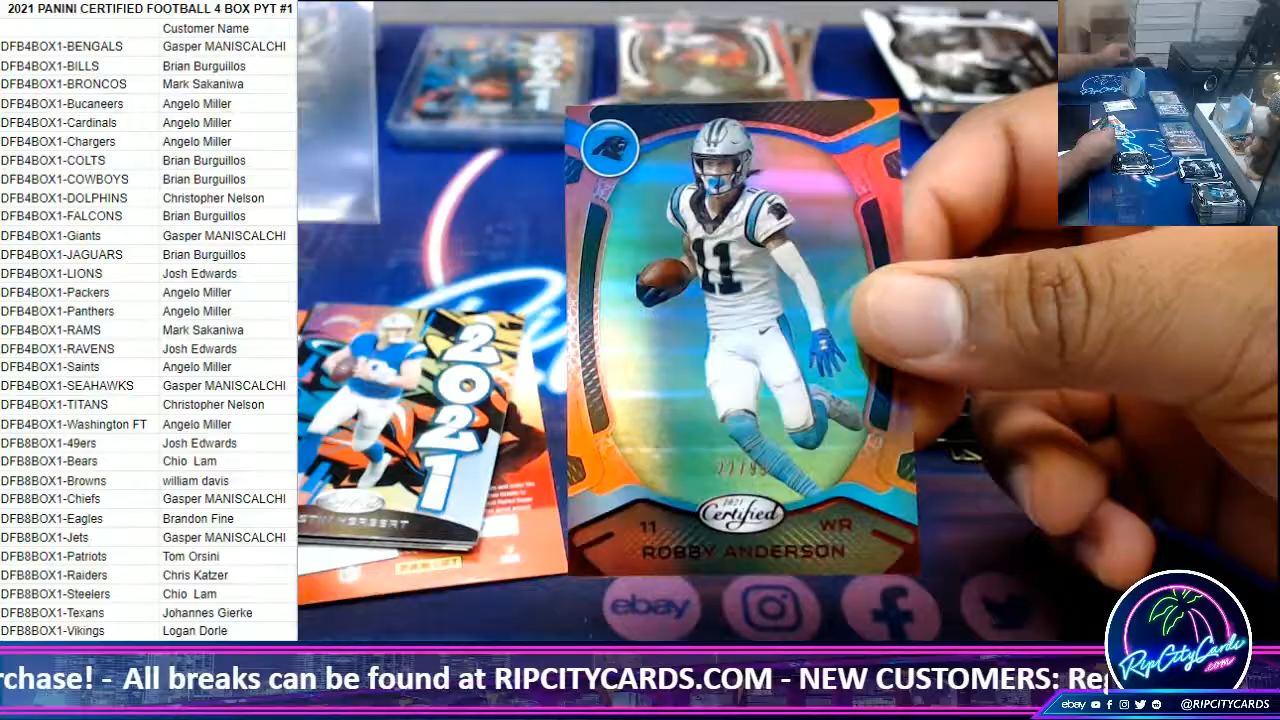 2021 PANINI CERTIFIED FOOTBALL 4 BOX PYT #1
Customer Name
DFB4BOX1-BENGALS Gasper MANISCALCHI
DFB4BOX1-BILLS Brian Burguillos
DFB4BOX1-BRONCOS Mark Sakaniwa
DFB4BOX1-Bucaneers Angelo Miller
DFB4BOX1-Cardinals Angelo Miller
DFB4BOX1-Chargers Angelo Miller
DFB4BOX1-COLTS Brian Burguillos
DFB4BOX1-COWBOYS Brian Burguillos
DFB4BOX1-DOLPHINS Christopher Nelson
DFB4BOX1-FALCONS Brian Burguillos
DFB4BOX1-Giants Gasper MANISCALCHI
DFB4BOX1-JAGUARS Brian Burguillos
DFB4BOX1-LIONS Josh Edwards
DFB4BOX1-Packers Angelo Miller
DFB4BOX1-Panthers Angelo Miller
DFB4BOX1-RAMS Mark Sakaniwa
DFB4BOX1-RAVENS Josh Edwards
DFB4BOX1-Saints Angelo Miller
DFB4BOX1-SEAHAWKS Gasper MANISCALCHI
DFB4BOX1-TITANS Christopher Nelson
DFB4BOX1-Washington FT Angelo Miller
DFB8BOX1-49ers Josh Edwards
DFB8BOX1-Bears Chio Lam
DFB8BOX1-Browns william davis
DFB8BOX1-Chiefs Gasper MANISCALCHI
DFB8BOX1-Eagles Brandon Fine
DFB8BOX1-Jets Gasper MANISCALCHI
DFB8BOX1-Patriots Tom Orsini
DFB8BOX1-Raiders Chris Katzer
DFB8BOX1-Steelers Chio Lam
DFB8BOX1-Texans Johannes Gierke
DFB8BOX1-Vikings Logan Dorle
2021
2021
HERBERT
PANINI
11
2021
Certified
11 WR
ROBBY ANDERSON
ebay
RipCityCards
.com
rchase! - All breaks can be found at RIPCITYCARDS.COM - NEW CUSTOMERS: Re
ebay @RIPCITYCARDS